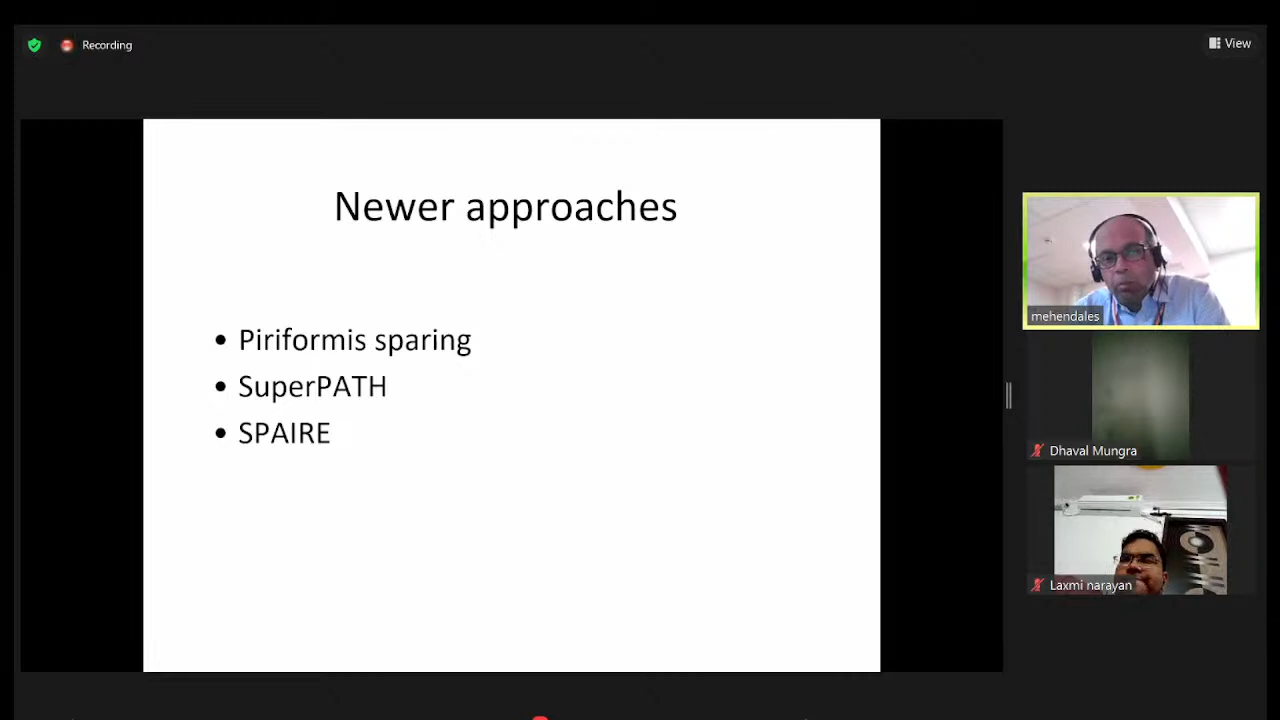 Recording
View
Newer approaches
• Piriformis sparing
• SuperPATH
• SPAIRE
mehendales
Dhaval Mungra
Laxmi narayan